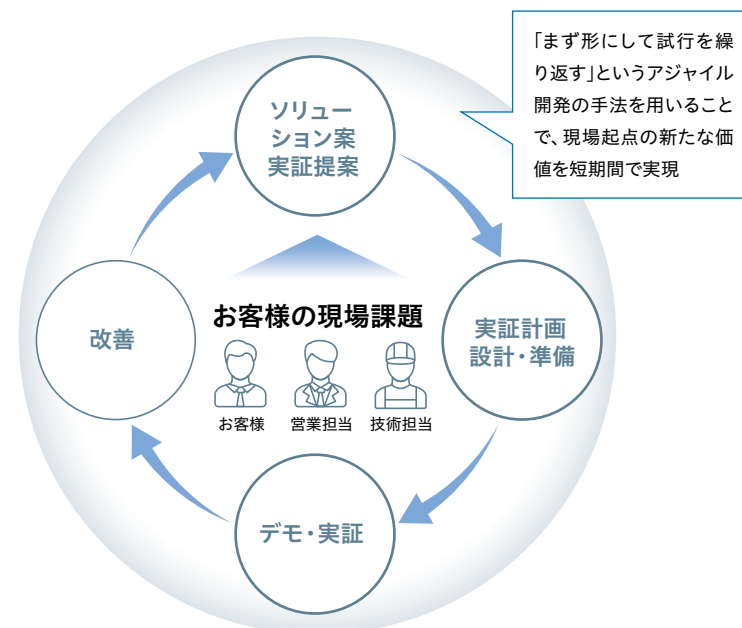 「まず形にして試行を繰
り返す」というアジャイル
開発の手法を用いること
で、現場起点の新たな価
値を短期間で実現
ソリュー
ション案
実証提案
お客様の現場課題
改善
実証計画
設計・準備
お客様
営業担当
技術担当
デモ・実証